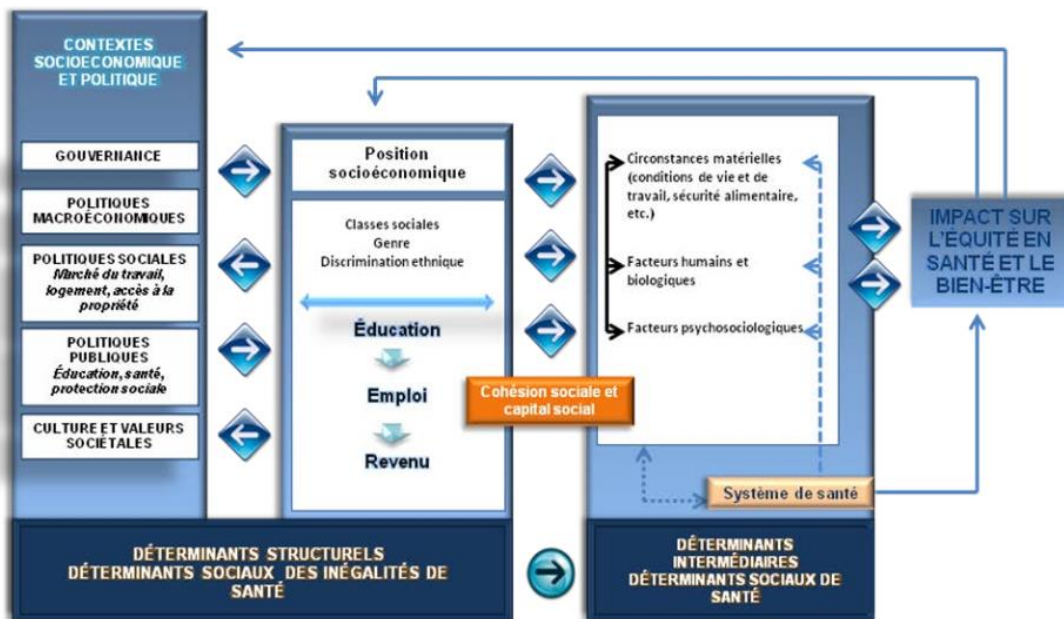 CONTEXTES
SOCIOECONOMIQUE
ET POLITIQUE
GOUVERNANCE
POLITIQUES
MACROÉCONOMIQUES
POLITIQUES SOCIALES
Marché du travail,
logement, accès à la
propriété
POLITIQUES
PUBLIQUES
Éducation, santé,
protection sociale
CULTURE ET VALEURS
SOCIÉTALES
Position
socioéconomique
Classes sociales
Genre
Discrimination ethnique
Éducation
Emploi
Revenu
Cohésion sociale et
capital social
Circonstances matérielles
(conditions de vie et de
travail, sécurité alimentaire,
etc.)
Facteurs humains et
biologiques
Facteurs psychosociologiques
Système de santé
IMPACT SUR
L'ÉQUITÉ EN
SANTÉ ET LE
BIEN-ÊTRE
DÉTERMINANTS STRUCTURELS
DÉTERMINANTS SOCIAUX DES INÉGALITÉS DE
SANTÉ
DÉTERMINANTS
INTERMÉDIAIRES
DÉTERMINANTS SOCIAUX DE
SANTÉ